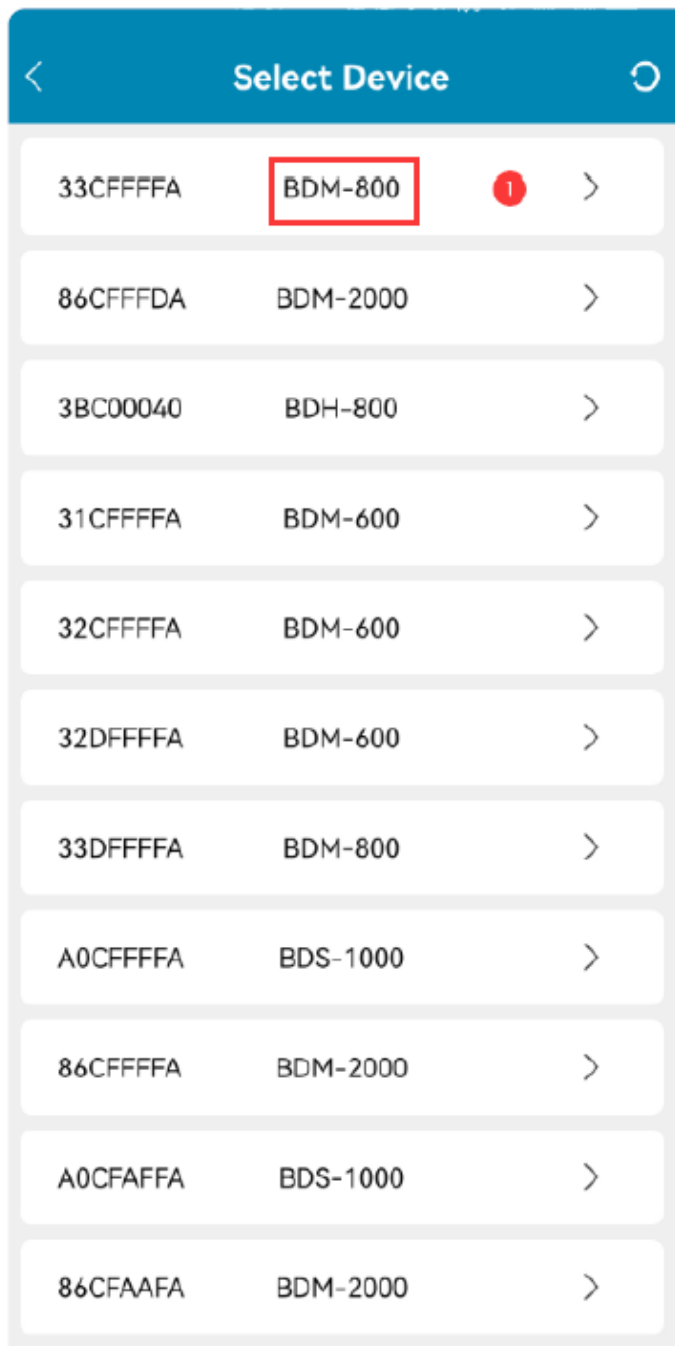 Select Device
33CFFFFA BDM-800 1
86CFFFDA BDM-2000
3BC00040 BDH-800
31CFFFFA BDM-600
32CFFFFA BDM-600
32DFFFFA BDM-600
33DFFFFA BDM-800
A0CFFFFA BDS-1000
86CFFFFA BDM-2000
A0CFAFFA BDS-1000
86CFAAFA BDM-2000